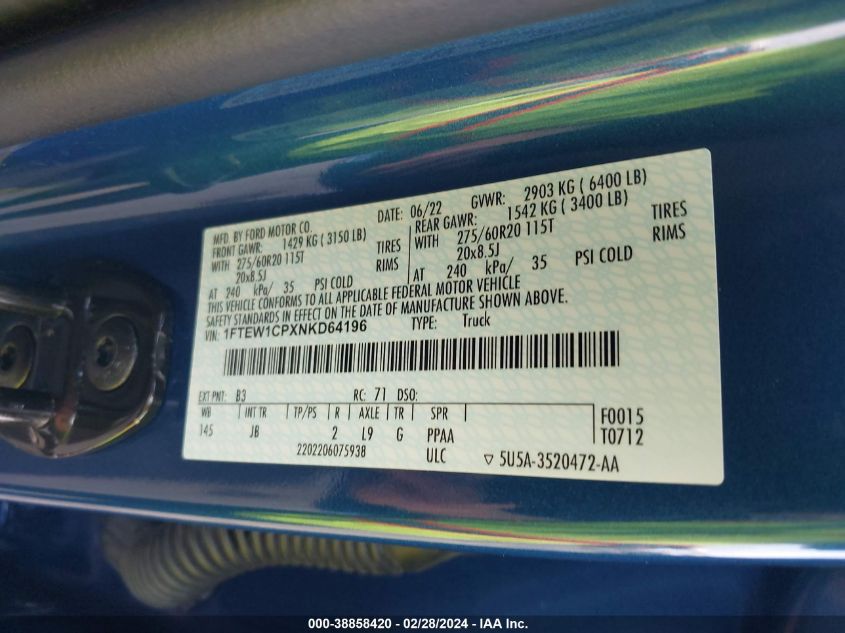 MFD. BY FORD MOTOR CO. DATE: 06/22 GVWR: 2903 KG ( 6400 LB)
FRONT GAWR: 1429 KG ( 3150 LB) REAR GAWR: 1542 KG ( 3400 LB)
WITH 275/60R20 115T TIRES WITH 275/60R20 115T TIRES
20x8.5J RIMS 20x8.5J RIMS
AT 240 kPa/ 35 PSI COLD AT 240 kPa/ 35 PSI COLD
THIS VEHICLE CONFORMS TO ALL APPLICABLE FEDERAL MOTOR VEHICLE
SAFETY STANDARDS IN EFFECT ON THE DATE OF MANUFACTURE SHOWN ABOVE.
VIN: 1FTEW1CPXNKD64196 TYPE: Truck
EXT PNT: B3 RC: 71 DSO:
WB INT TR TP/PS R AXLE TR SPR F0015
145 JB 2 L9 G PPAA T0712
2202206075938 ULC ▽ 5U5A-3520472-AA
000-38858420 - 02/28/2024 - IAA Inc.